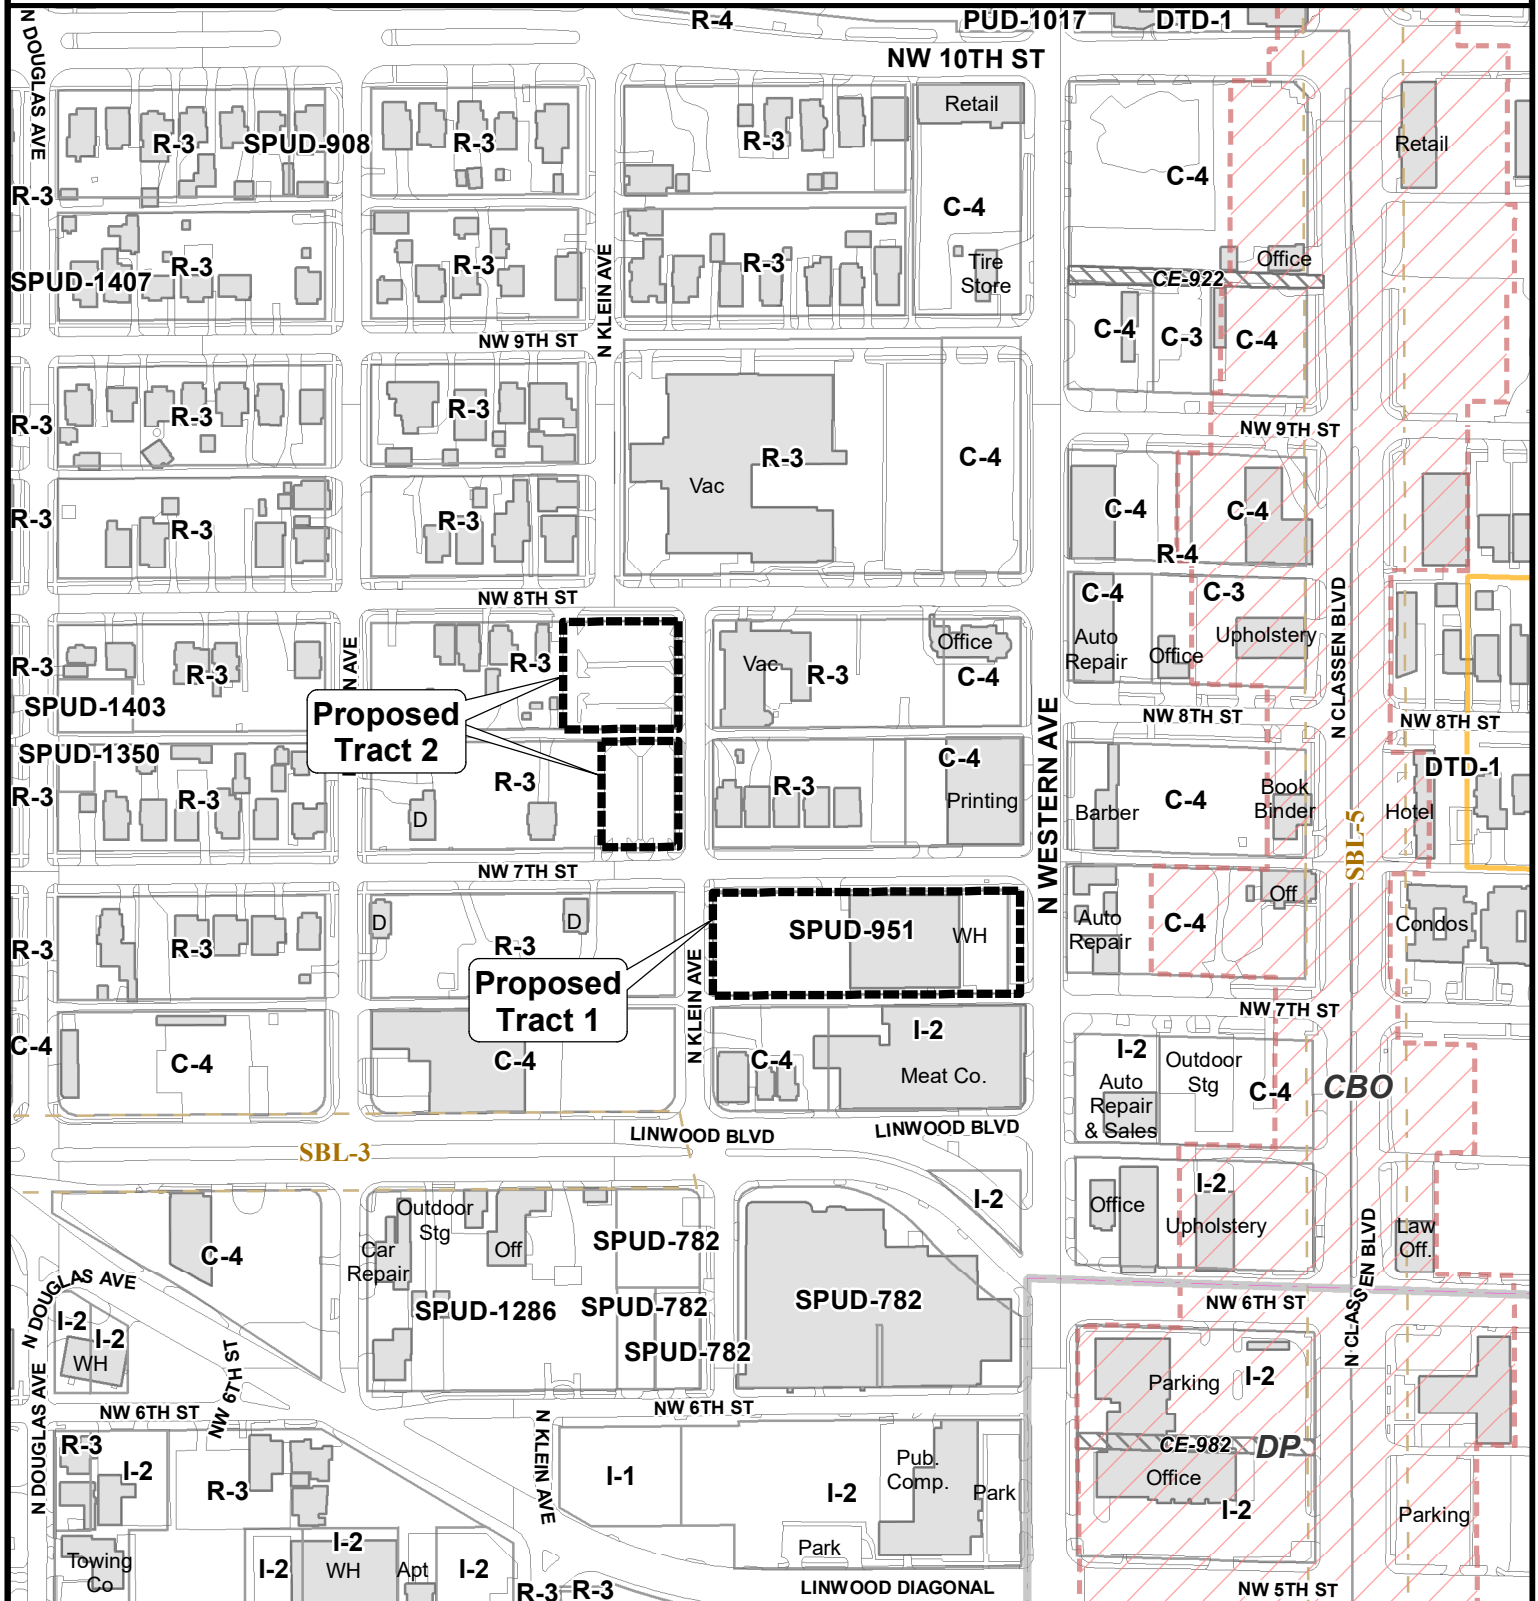 R-4
PUD-1017
DTD-1
N DOUGLAS AVE
NW 10TH ST
Retail
R-3
SPUD-908
R-3
R-3
Retail
C-4
R-3
C-4
R-3
SPUD-1407
R-3
R-3
N KLEIN AVE
Tire
Store
Office
CE-922
C-4
C-3
C-4
NW 9TH ST
NW 9TH ST
R-3
R-3
R-3
R-3
Vac
C-4
R-3
R-3
R-3
C-4
C-4
R-4
NW 8TH ST
C-4
C-3
N CLASSEN BLVD
Auto
Repair
Office
Upholstery
R-3
R-3
R-3
Vac
R-3
Office
C-4
SPUD-1403
AVE
Proposed
Tract 2
NW 8TH ST
NW 8TH ST
SPUD-1350
R-3
R-3
R-3
D
R-3
C-4
Printing
N WESTERN AVE
Barber
C-4
Book
Binder
SBL-5
Hotel
DTD-1
NW 7TH ST
R-3
R-3
D
D
R-3
SPUD-951
WH
Auto
Repair
C-4
Off
Condos
Proposed
Tract 1
N KLEIN AVE
NW 7TH ST
C-4
C-4
C-4
C-4
I-2
Meat Co.
I-2
Auto
Repair
& Sales
Outdoor
Stg
C-4
CBO
SBL-3
LINWOOD BLVD
LINWOOD BLVD
I-2
Office
I-2
Upholstery
Law
Off.
C-4
Outdoor
Stg
Car
Repair
Off
SPUD-782
SPUD-1286
SPUD-782
SPUD-782
SPUD-782
N CLASSEN BLVD
NW 6TH ST
N DOUGLAS AVE
I-2
I-2
WH
NW 6TH ST
N DOUGLAS AVE
NW 6TH ST
NW 6TH ST
Parking
I-2
CE-982
DP
Office
I-2
Parking
R-3
I-2
R-3
N KLEIN AVE
I-1
I-2
Pub.
Comp.
Park
Park
Towing
Co
I-2
I-2
WH
Apt
I-2
R-3
R-3
LINWOOD DIAGONAL
NW 5TH ST